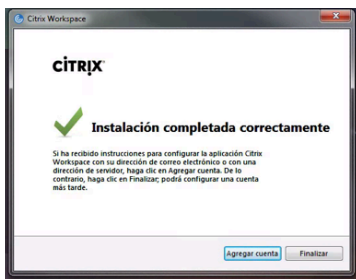 Citrix Workspace
CİTRIX
Instalación completada correctamente
Si ha recibido instrucciones para configurar la aplicación Citrix
Workspace con su dirección de correo electrónico o con una
dirección de servidor, haga clic en Agregar cuenta. De lo
contrario, haga clic en Finalizar; podrá configurar una cuenta
más tarde.
Agregar cuenta Finalizar